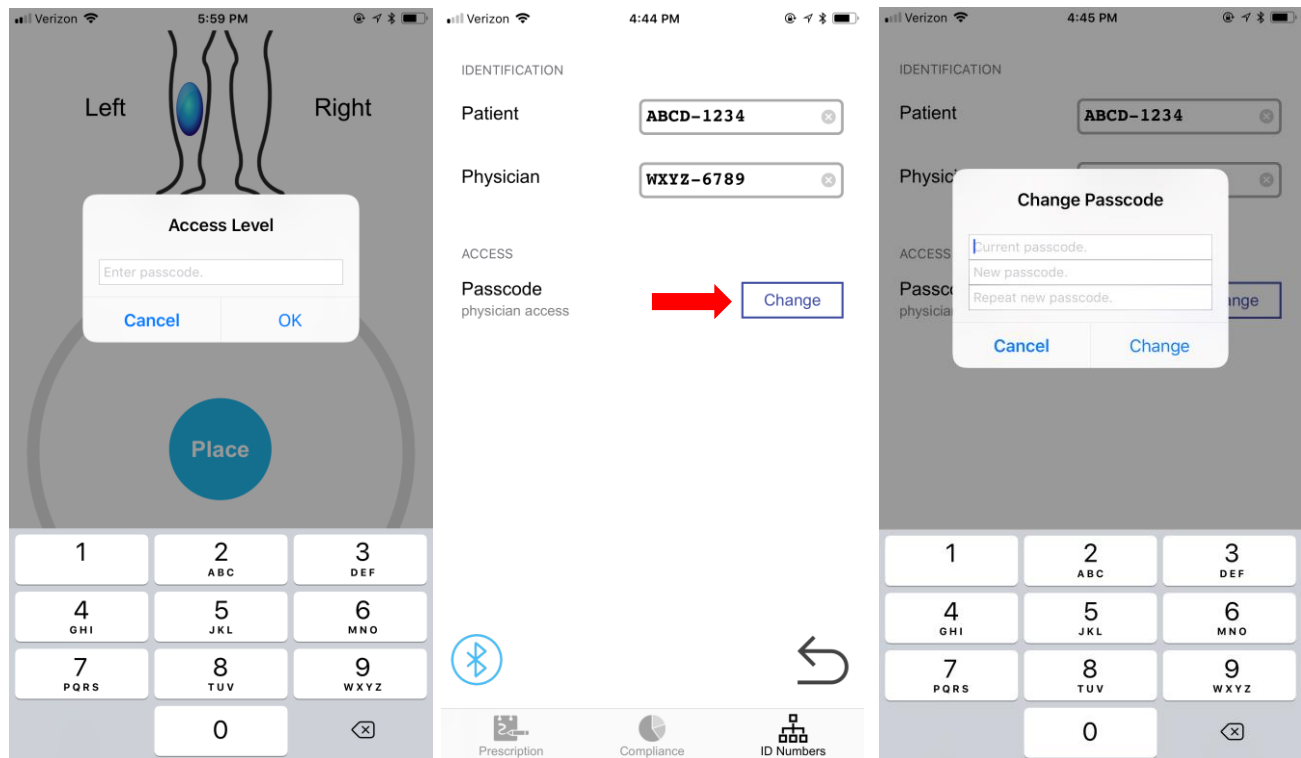 Verizon 5:59 PM
Left Right
Access Level
Enter passcode.
Cancel OK
Place
1 2 3
ABC DEF
4 5 6
GHI JKL MNO
7 8 9
PQRS TUV WXYZ
0
Verizon 4:44 PM
IDENTIFICATION
Patient ABCD-1234
Physician WXYZ-6789
ACCESS
Passcode Change
physician access
Prescription Compliance ID Numbers
Verizon 4:45 PM
IDENTIFICATION
Patient ABCD-1234
Physic
Change Passcode
Current passcode.
ACCESS
New passcode.
Passco
Repeat new passcode.
ange
physicia
Cancel Change
1 2 3
ABC DEF
4 5 6
GHI JKL MNO
7 8 9
PQRS TUV WXYZ
0